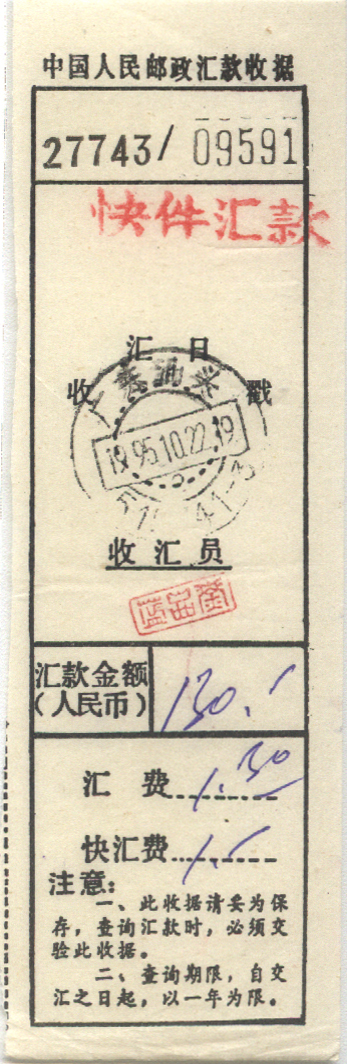 中国人民邮政汇款收据
27743/ 09591
快件汇款
汇 日
收 戳
1995.10.22.19
收 汇 员
汇款金额
(人民币)
130.-
汇 费 1.30
快汇费 1.-
注意:
一、此收据请妥为保
存,查询汇款时,必须交
验此收据。
二、查询期限,自交
汇之日起,以一年为限。